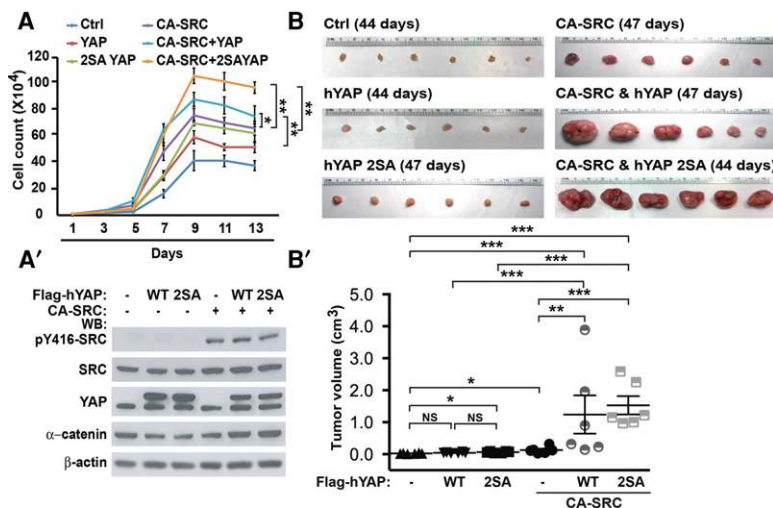 A
Ctrl
YAP
2SA YAP
CA-SRC
CA-SRC+YAP
CA-SRC+2SAYAP
Cell count (X10⁴)
120
100
80
60
40
20
0
1 3 5 7 9 11 13
Days
* ** ** **
B
Ctrl (44 days)
CA-SRC (47 days)
hYAP (44 days)
CA-SRC & hYAP (47 days)
hYAP 2SA (47 days)
CA-SRC & hYAP 2SA (44 days)
A′
Flag-hYAP: - WT 2SA - WT 2SA
CA-SRC: - - - + + +
WB:
pY416-SRC
SRC
YAP
α-catenin
β-actin
B′
***
***
***
***
***
**
*
*
NS NS
Tumor volume (cm³)
5.0
4.0
3.0
2.0
1.0
0.0
Flag-hYAP: - WT 2SA - WT 2SA
CA-SRC